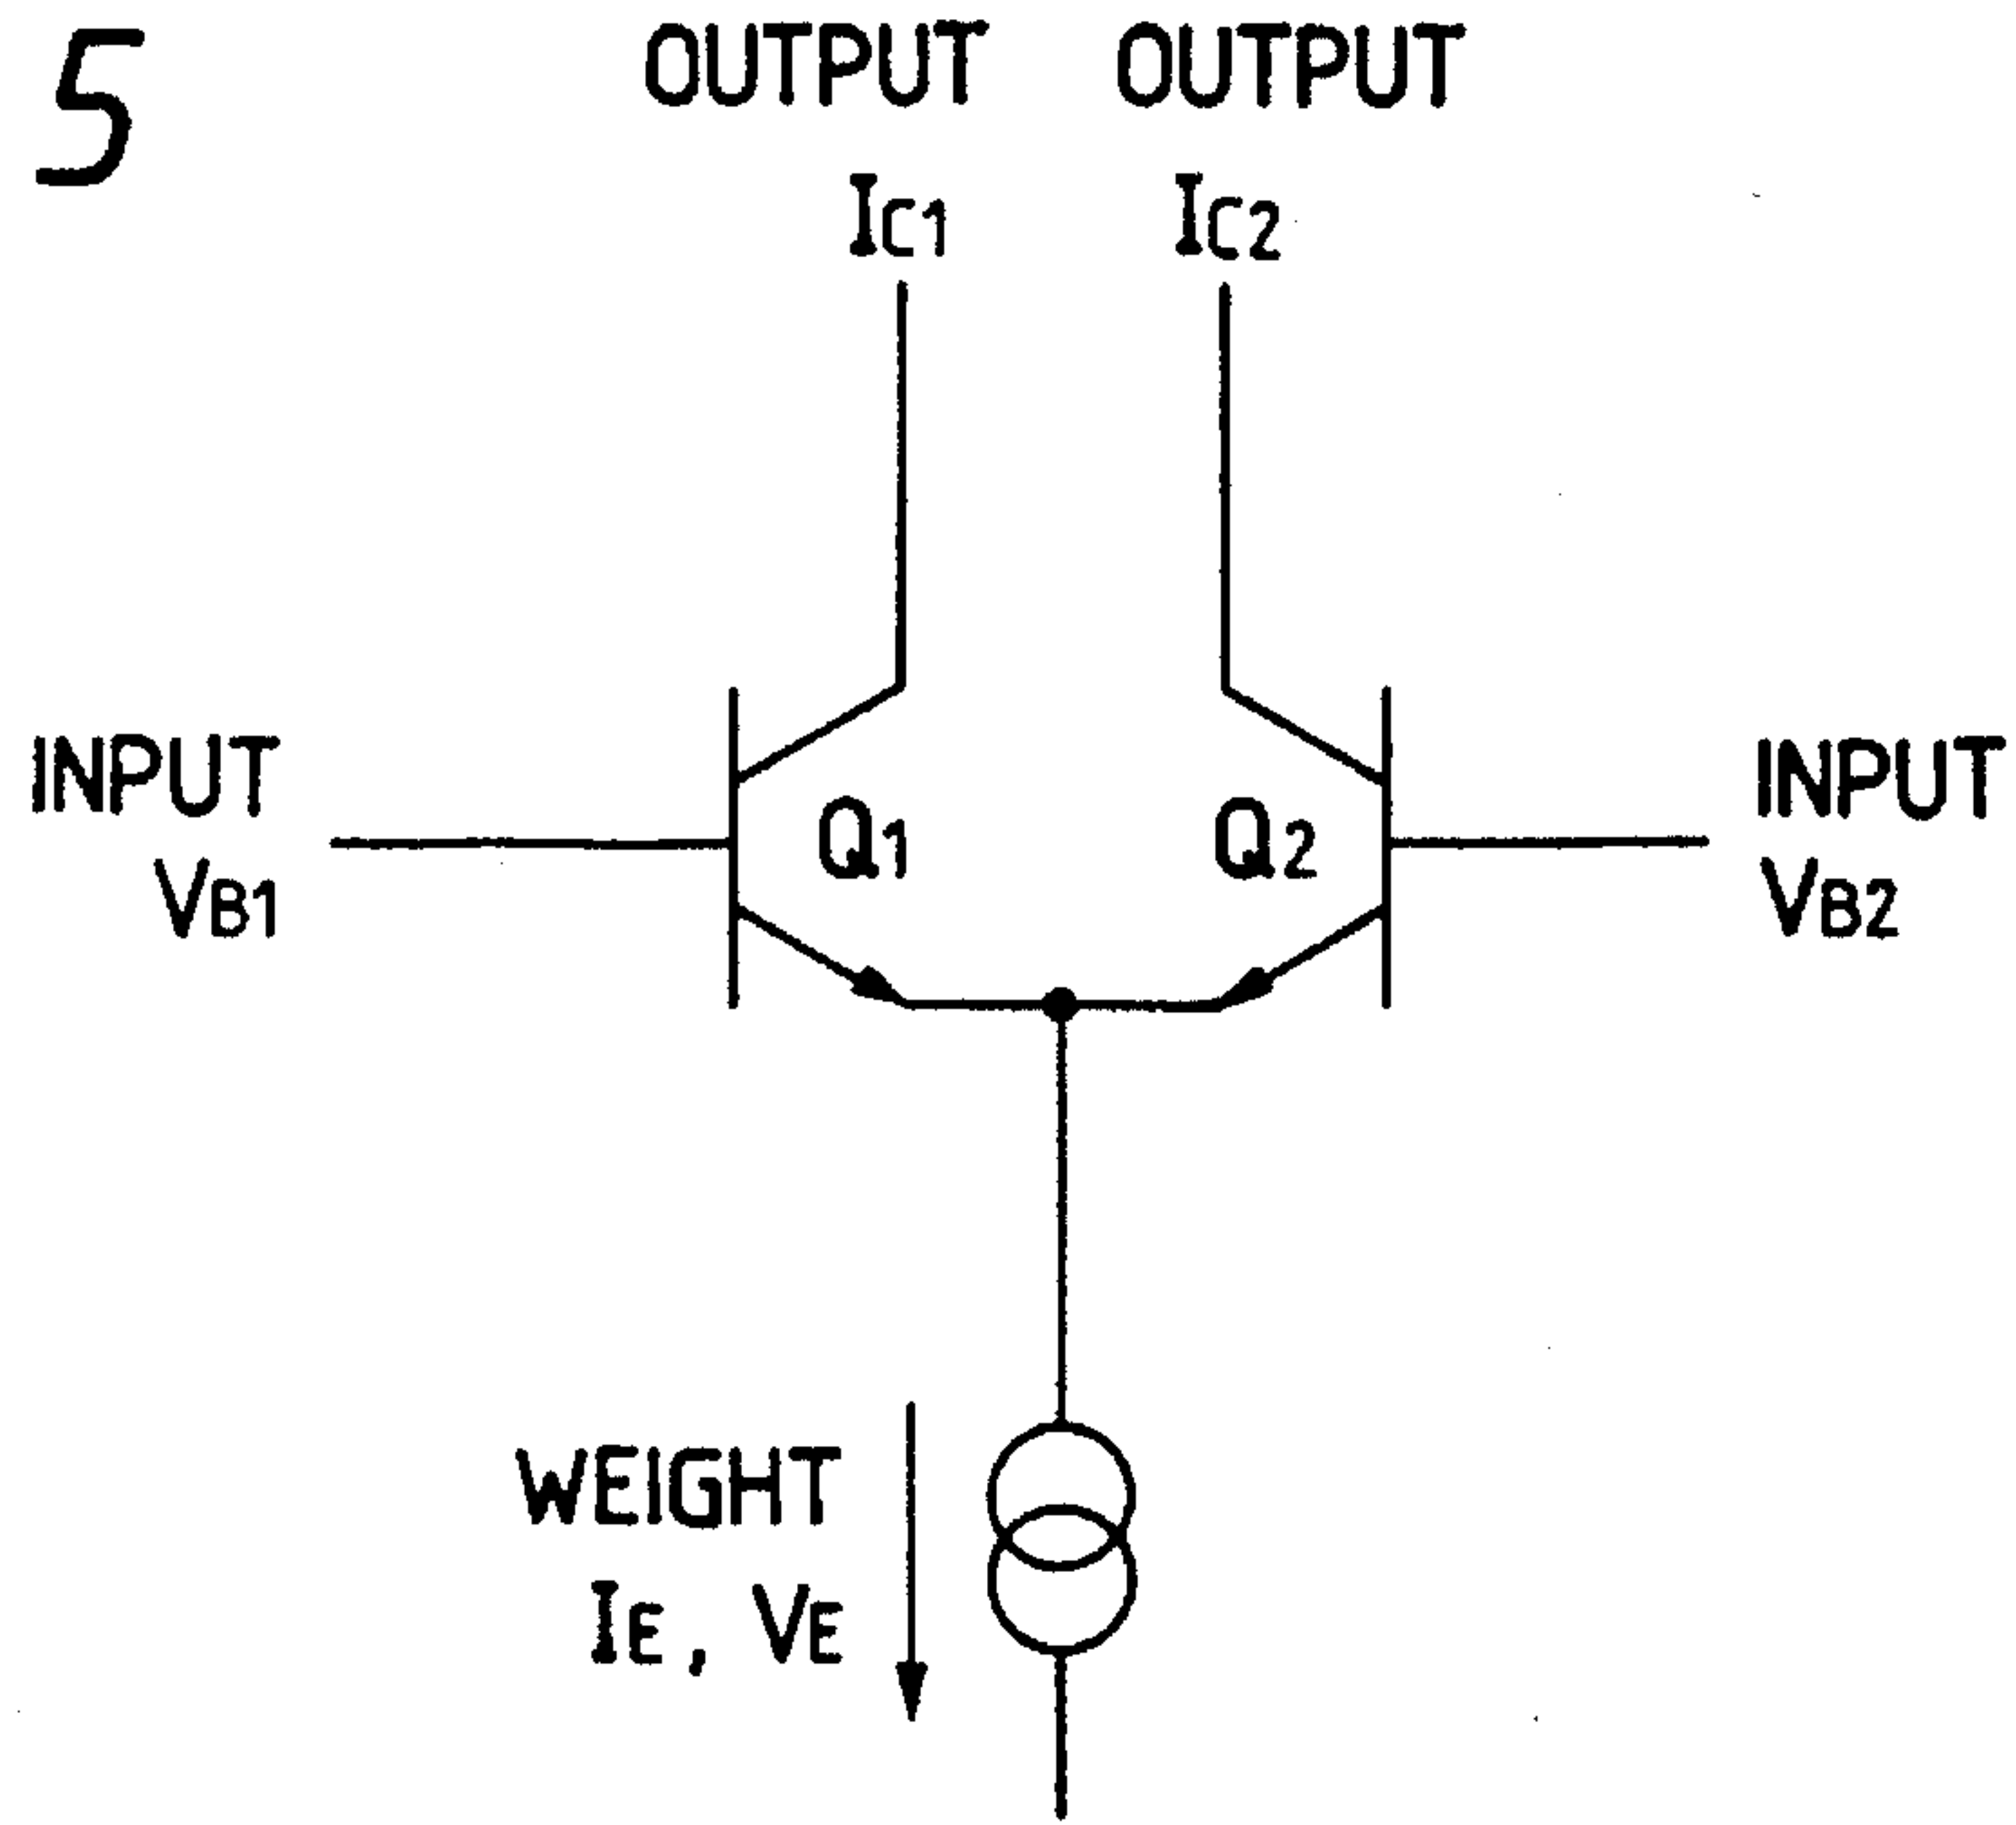 5
OUTPUT OUTPUT
IC1 IC2
INPUT
VB1
Q1 Q2
INPUT
VB2
WEIGHT
IE, VE